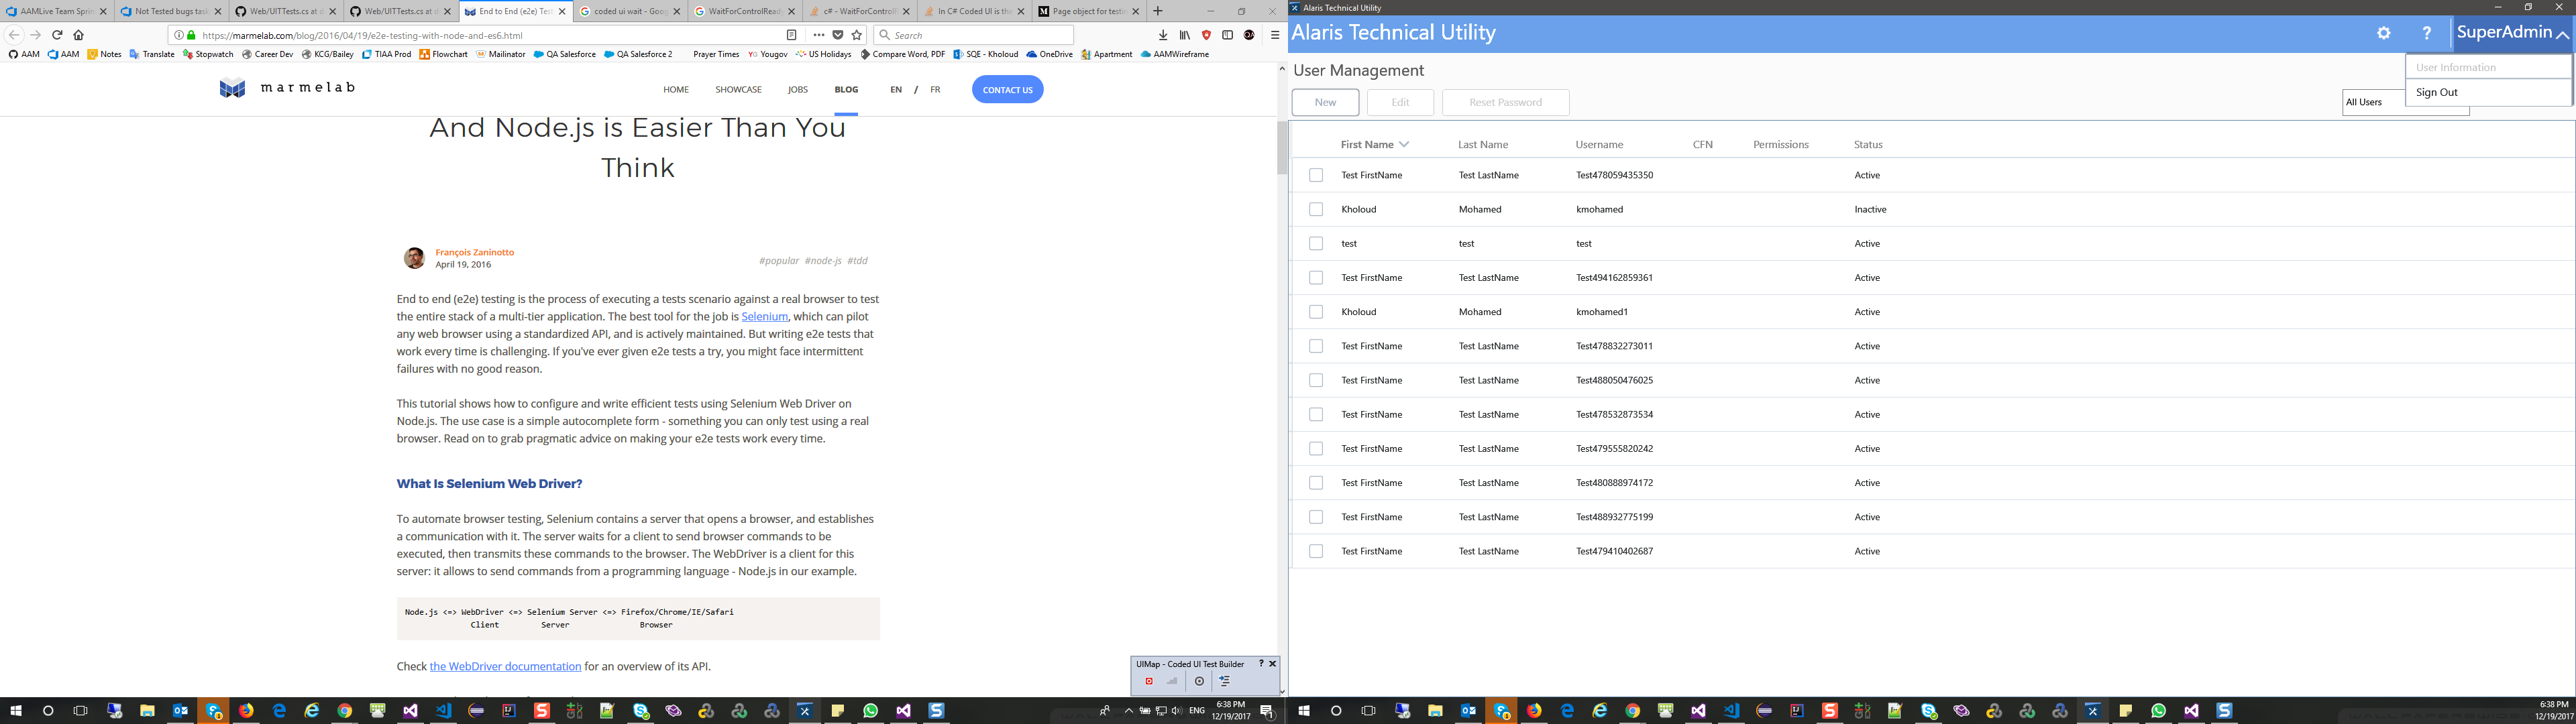 AAMLive Team Sprin
Not Tested bugs task
Web/UITTests.cs at d
Web/UITTests.cs at d
End to End (e2e) Tes
coded ui wait - Goog
WaitForControlReady
c# - WaitForControlR
In C# Coded UI is the
Page object for testin
https://marmelab.com/blog/2016/04/19/e2e-testing-with-node-and-es6.html
Search
AAM
AAM
Notes
Translate
Stopwatch
Career Dev
KCG/Bailey
TIAA Prod
Flowchart
Mailinator
QA Salesforce
QA Salesforce 2
Prayer Times
YG Yougov
US Holidays
Compare Word, PDF
SQE - Kholoud
OneDrive
Apartment
AAMWireframe
marmelab
HOME
SHOWCASE
JOBS
BLOG
EN / FR
CONTACT US
And Node.js is Easier Than You
Think
François Zaninotto
April 19, 2016
#popular #node-js #tdd
End to end (e2e) testing is the process of executing a tests scenario against a real browser to test
the entire stack of a multi-tier application. The best tool for the job is Selenium, which can pilot
any web browser using a standardized API, and is actively maintained. But writing e2e tests that
work every time is challenging. If you've ever given e2e tests a try, you might face intermittent
failures with no good reason.
This tutorial shows how to configure and write efficient tests using Selenium Web Driver on
Node.js. The use case is a simple autocomplete form - something you can only test using a real
browser. Read on to grab pragmatic advice on making your e2e tests work every time.
What Is Selenium Web Driver?
To automate browser testing, Selenium contains a server that opens a browser, and establishes
a communication with it. The server waits for a client to send browser commands to be
executed, then transmits these commands to the browser. The WebDriver is a client for this
server: it allows to send commands from a programming language - Node.js in our example.
Node.js <=> WebDriver <=> Selenium Server <=> Firefox/Chrome/IE/Safari
Client Server Browser
Check the WebDriver documentation for an overview of its API.
UIMap - Coded UI Test Builder
ENG
6:38 PM
12/19/2017
Alaris Technical Utility
Alaris Technical Utility
? SuperAdmin
User Information
Sign Out
User Management
New
Edit
Reset Password
All Users
First Name Last Name Username CFN Permissions Status
Test FirstName Test LastName Test478059435350 Active
Kholoud Mohamed kmohamed Inactive
test test test Active
Test FirstName Test LastName Test494162859361 Active
Kholoud Mohamed kmohamed1 Active
Test FirstName Test LastName Test478832273011 Active
Test FirstName Test LastName Test488050476025 Active
Test FirstName Test LastName Test478532873534 Active
Test FirstName Test LastName Test479555820242 Active
Test FirstName Test LastName Test480888974172 Active
Test FirstName Test LastName Test488932775199 Active
Test FirstName Test LastName Test479410402687 Active
6:38 PM
12/19/2017